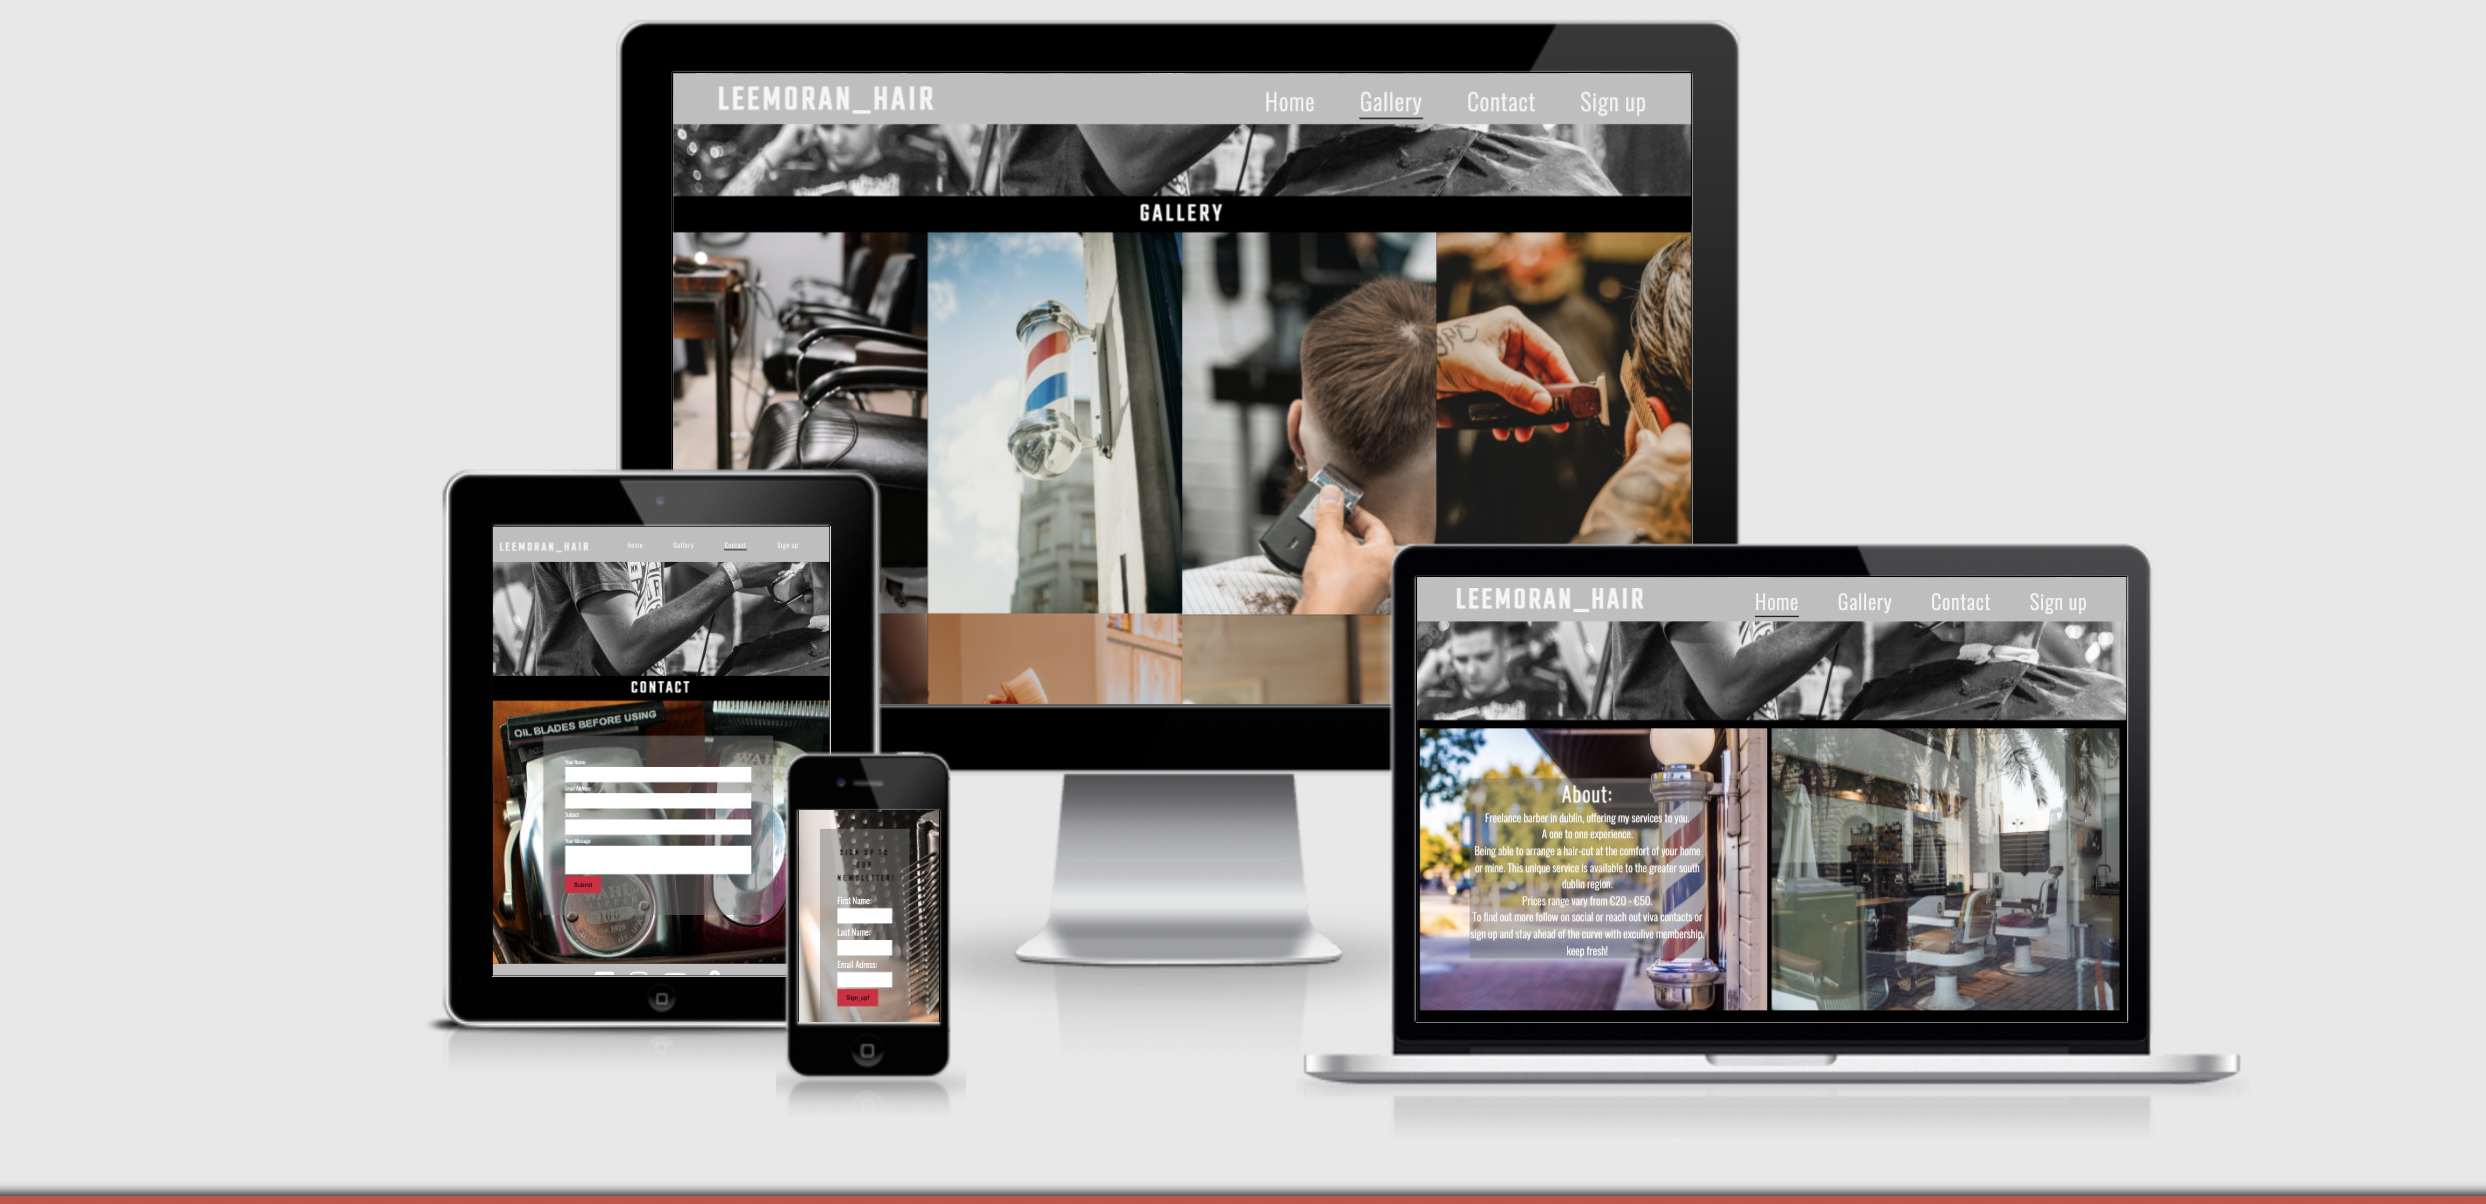 LEEMORAN_HAIR
Home Gallery Contact Sign up
GALLERY
LEEMORAN_HAIR
Home Gallery Contact Sign up
CONTACT
OIL BLADES BEFORE USING
WAHL
Your Name
Email Address
Subject
Your Message
Submit
WAHL
100
SIGN UP TO
OUR
NEWSLETTER!
First Name:
Last Name:
Email Adress:
Sign_up!
LEEMORAN_HAIR
Home Gallery Contact Sign up
About:
Freelance barber in dublin, offering my services to you.
A one to one experience.
Being able to arrange a hair-cut at the comfort of your home
or mine. This unique service is available to the greater south
dublin region.
Prices range vary from €20 - €50.
To find out more follow on social or reach out viva contacts or
sign up and stay ahead of the curve with exculive membership,
keep fresh!